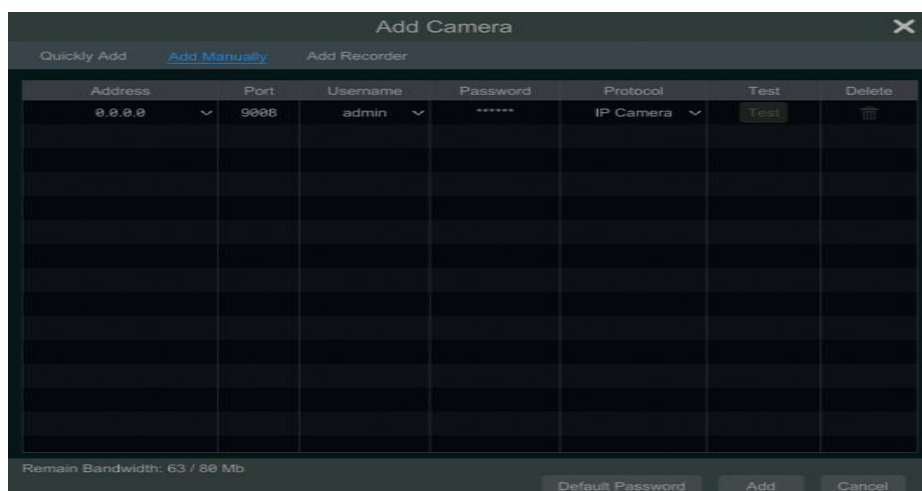 Add Camera
Quickly Add Add Manually Add Recorder
Address Port Username Password Protocol Test Delete
0.0.0.0 9008 admin ****** IP Camera Test
Remain Bandwidth: 63 / 80 Mb
Default Password Add Cancel